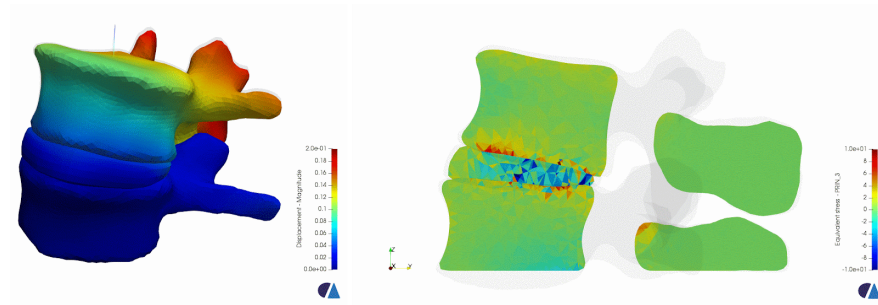 2.0e-01
0.18
0.16
0.14
0.12
0.1
0.08
0.06
0.04
0.02
0.0e+00
Displacement - Magnitude
1.0e+01
8
6
4
2
0
-2
-4
-6
-8
-1.0e+01
Equivalent stress - PRIN_3
Z
X
Y